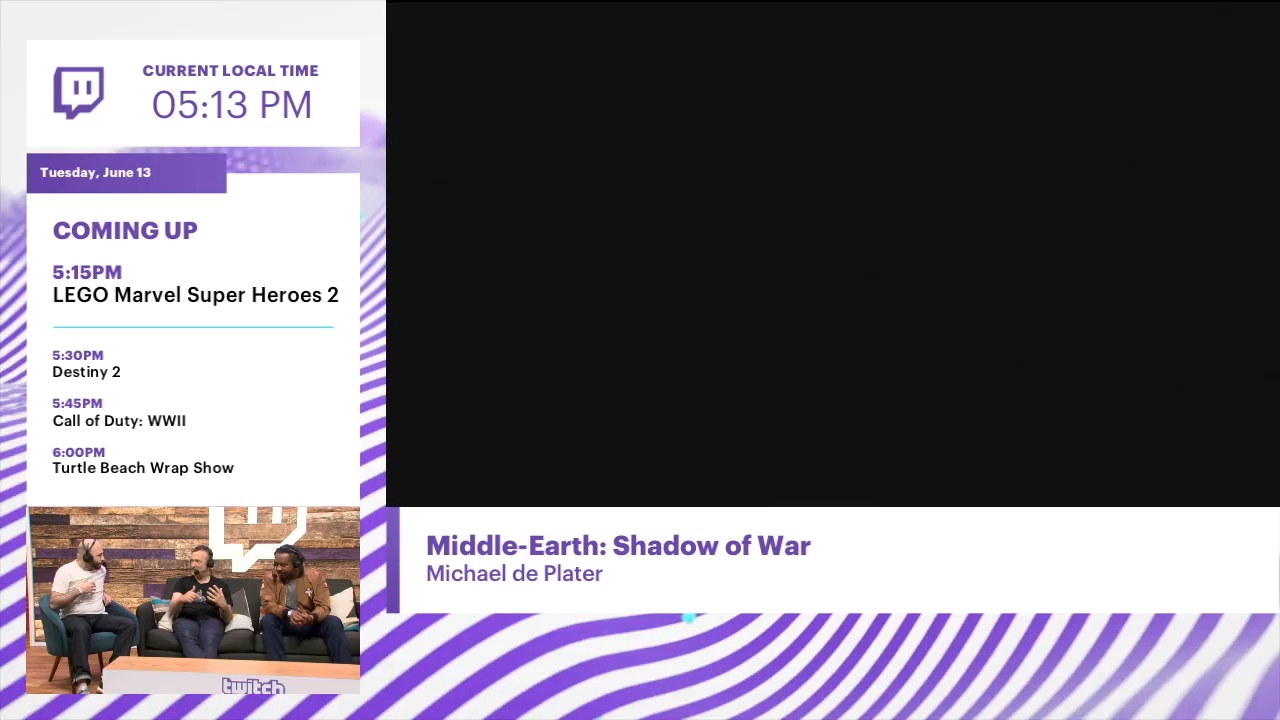 CURRENT LOCAL TIME
05:13 PM
Tuesday, June 13
COMING UP
5:15PM
LEGO Marvel Super Heroes 2
5:30PM
Destiny 2
5:45PM
Call of Duty: WWII
6:00PM
Turtle Beach Wrap Show
twitch
Middle-Earth: Shadow of War
Michael de Plater